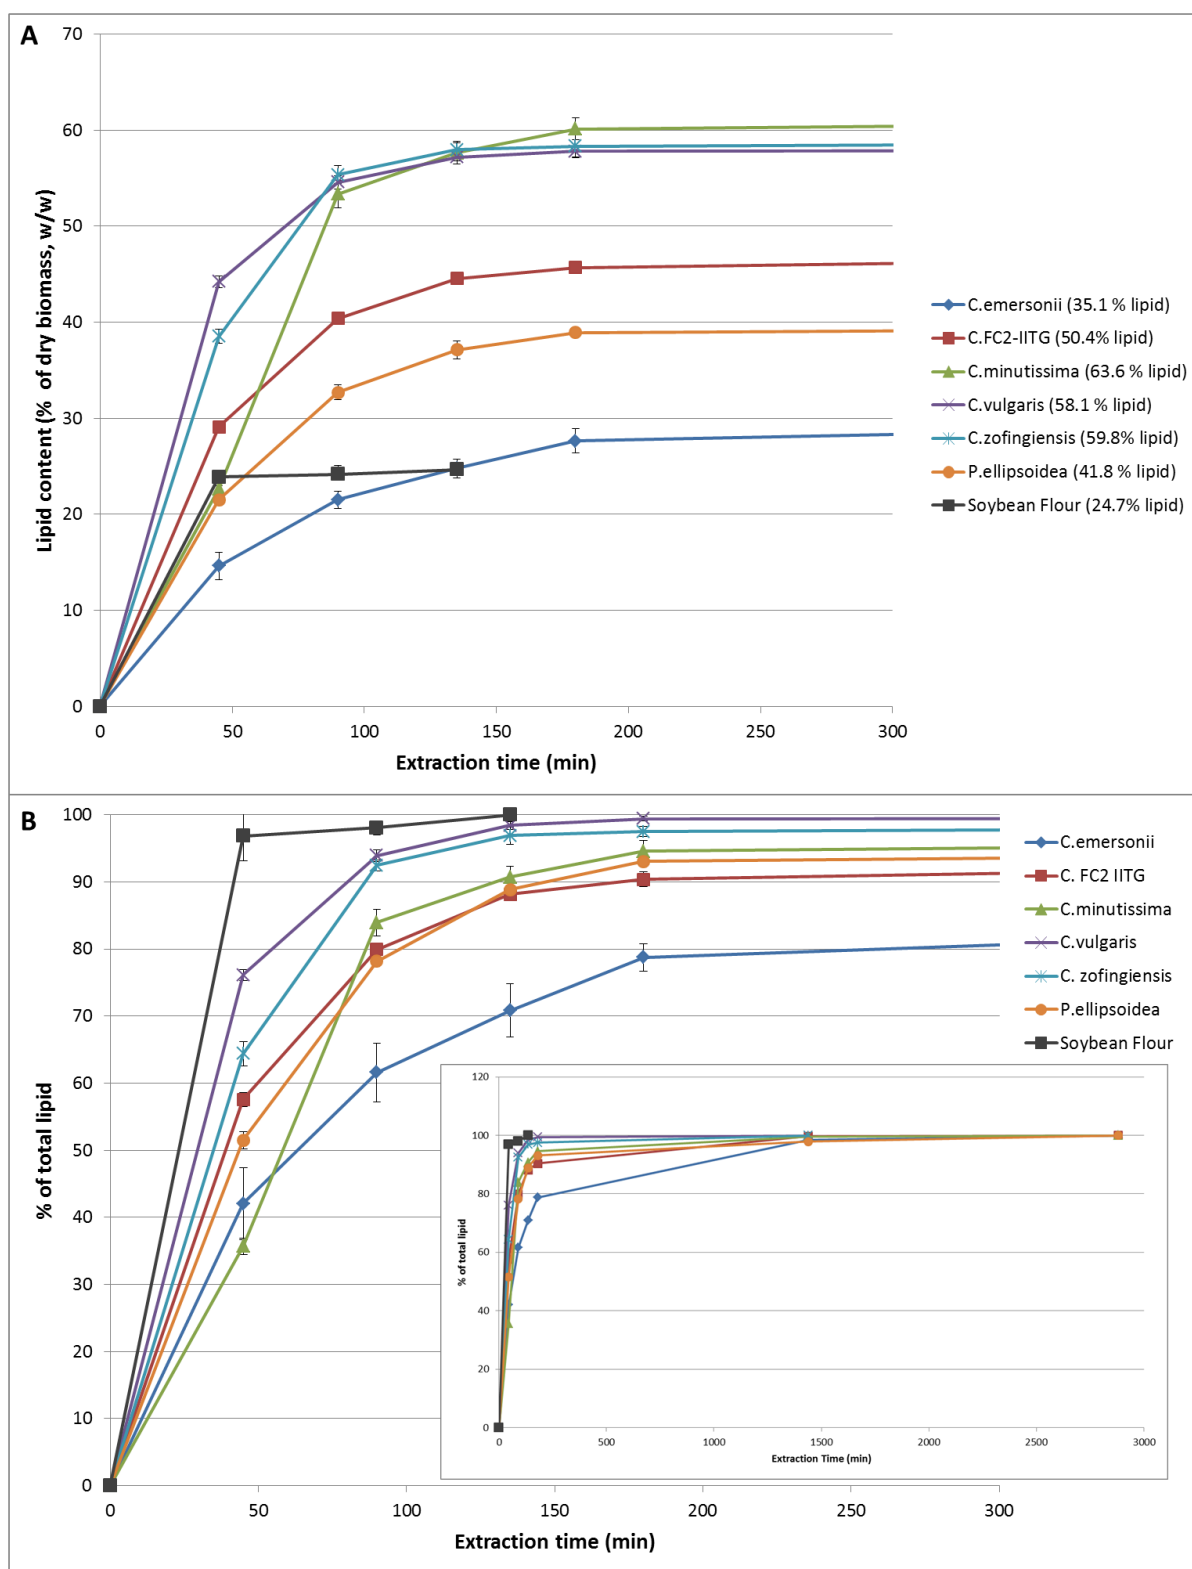 A
70
60
50
40
30
20
10
0
Lipid content (% of dry biomass, w/w)
0 50 100 150 200 250 300
Extraction time (min)
C.emersonii (35.1 % lipid)
C.FC2-IITG (50.4% lipid)
C.minutissima (63.6 % lipid)
C.vulgaris (58.1 % lipid)
C.zofingiensis (59.8% lipid)
P.ellipsoidea (41.8 % lipid)
Soybean Flour (24.7% lipid)
B
100
90
80
70
60
50
40
30
20
10
0
% of total lipid
0 50 100 150 200 250 300
Extraction time (min)
C.emersonii
C. FC2 IITG
C.minutissima
C.vulgaris
C. zofingiensis
P.ellipsoidea
Soybean Flour
120
100
80
60
40
20
0
% of total lipid
0 500 1000 1500 2000 2500 3000
Extraction Time (min)